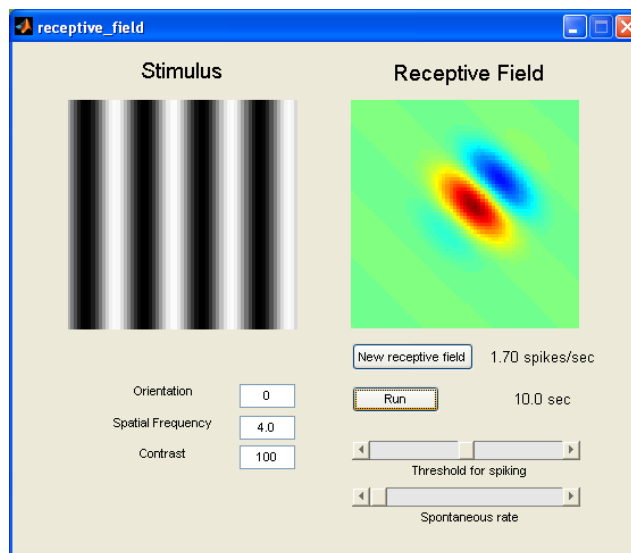 receptive_field
Stimulus
Receptive Field
New receptive field
1.70 spikes/sec
Orientation
0
Run
10.0 sec
Spatial Frequency
4.0
Contrast
100
Threshold for spiking
Spontaneous rate